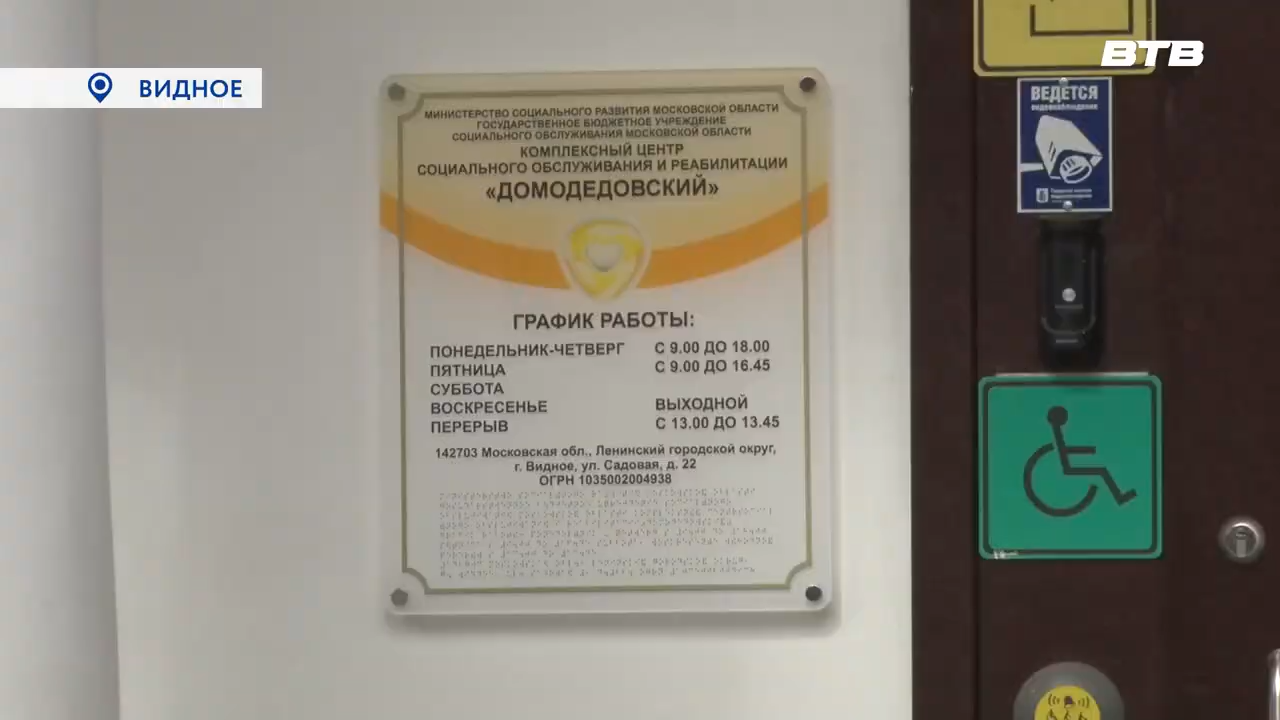 ВТВ
ВИДНОЕ
МИНИСТЕРСТВО СОЦИАЛЬНОГО РАЗВИТИЯ МОСКОВСКОЙ ОБЛАСТИ
ГОСУДАРСТВЕННОЕ БЮДЖЕТНОЕ УЧРЕЖДЕНИЕ
СОЦИАЛЬНОГО ОБСЛУЖИВАНИЯ МОСКОВСКОЙ ОБЛАСТИ
КОМПЛЕКСНЫЙ ЦЕНТР
СОЦИАЛЬНОГО ОБСЛУЖИВАНИЯ И РЕАБИЛИТАЦИИ
«ДОМОДЕДОВСКИЙ»
ГРАФИК РАБОТЫ:
ПОНЕДЕЛЬНИК-ЧЕТВЕРГ С 9.00 ДО 18.00
ПЯТНИЦА С 9.00 ДО 16.45
СУББОТА
ВОСКРЕСЕНЬЕ ВЫХОДНОЙ
ПЕРЕРЫВ С 13.00 ДО 13.45
142703 Московская обл., Ленинский городской округ,
г. Видное, ул. Садовая, д. 22
ОГРН 1035002004938
ВЕДЕТСЯ
видеонаблюдение